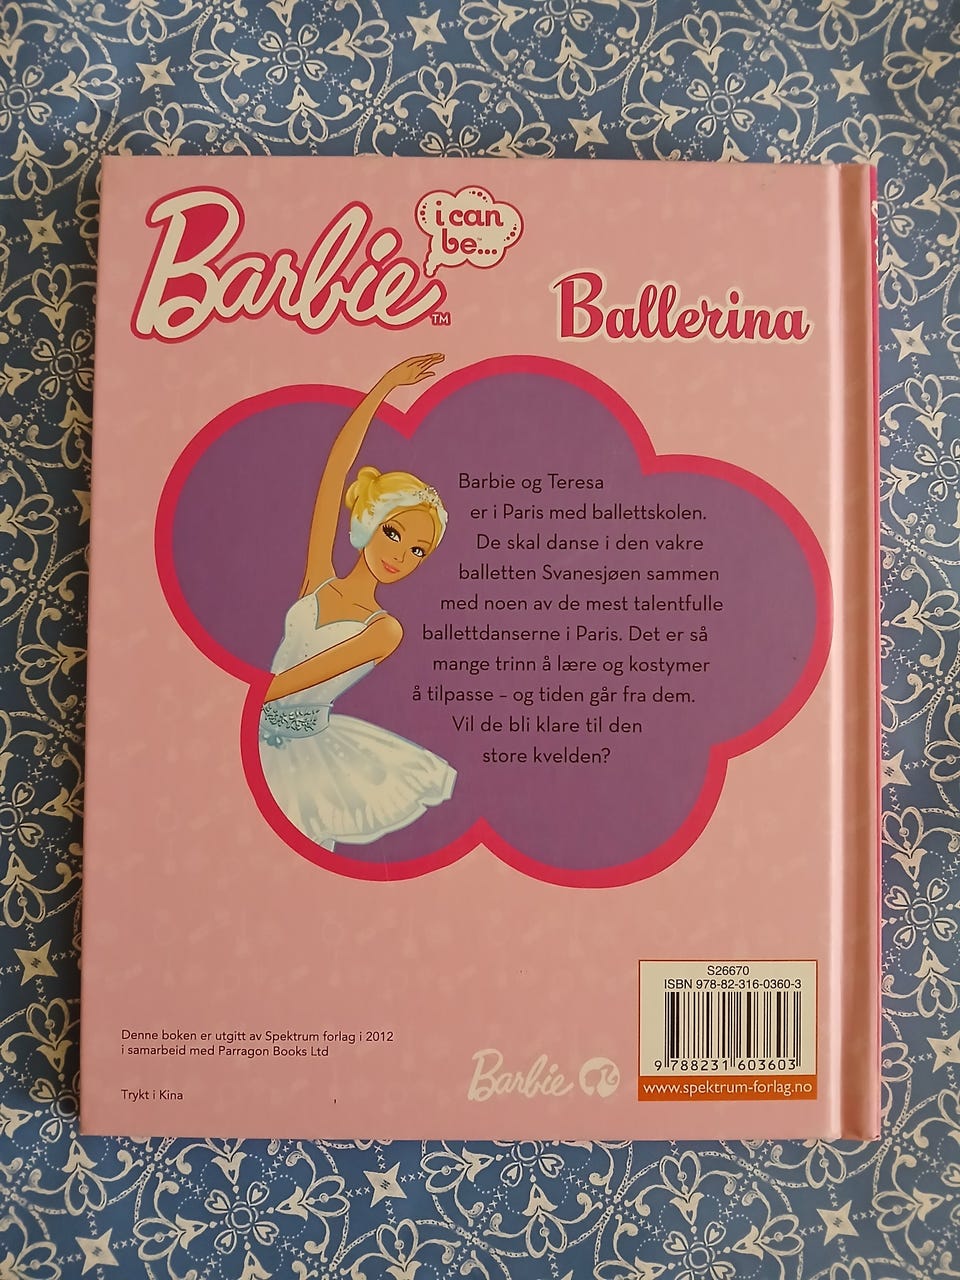 Barbie™
i can
be™...
Ballerina
Barbie og Teresa
er i Paris med ballettskolen.
De skal danse i den vakre
balletten Svanesjøen sammen
med noen av de mest talentfulle
ballettdanserne i Paris. Det er så
mange trinn å lære og kostymer
å tilpasse – og tiden går fra dem.
Vil de bli klare til den
store kvelden?
Denne boken er utgitt av Spektrum forlag i 2012
i samarbeid med Parragon Books Ltd
Trykt i Kina
Barbie
S26670
ISBN 978-82-316-0360-3
9 788231 603603
www.spektrum-forlag.no